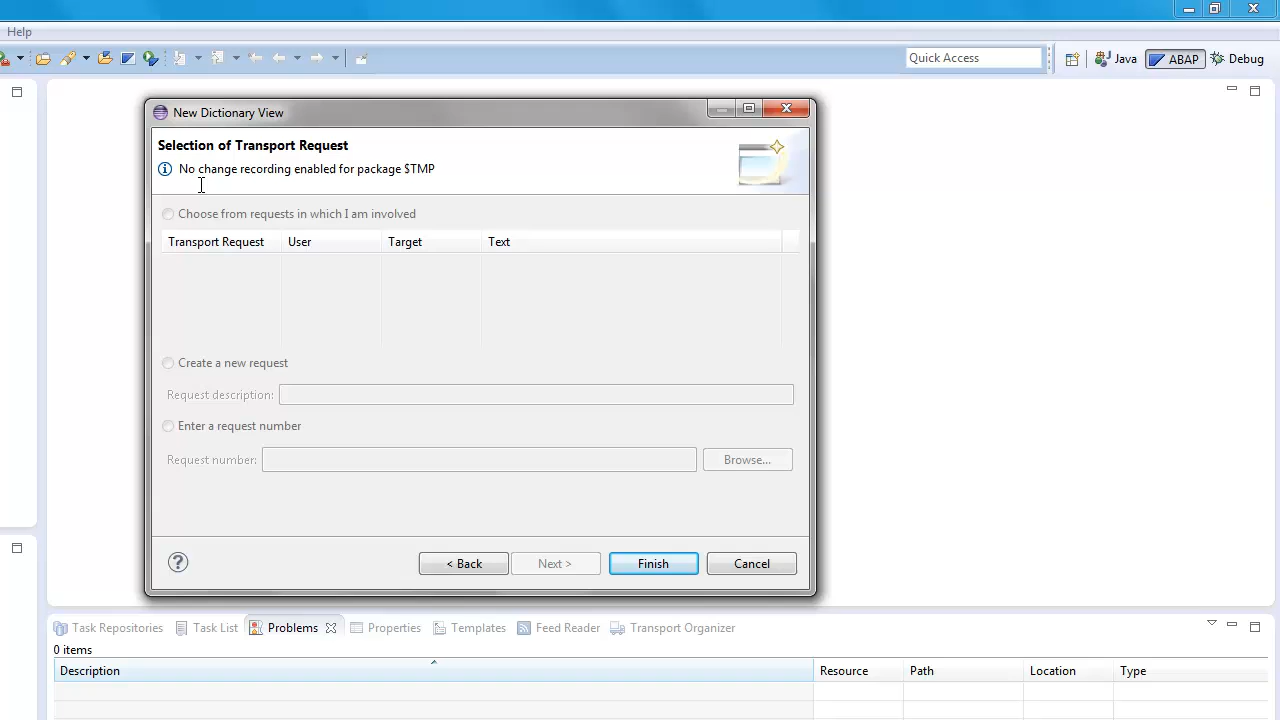 Help
Quick Access
Java
ABAP
Debug
New Dictionary View
Selection of Transport Request
No change recording enabled for package $TMP
Choose from requests in which I am involved
Transport Request User Target Text
Create a new request
Request description:
Enter a request number
Request number:
Browse...
?
< Back
Next >
Finish
Cancel
Task Repositories Task List Problems Properties Templates Feed Reader Transport Organizer
0 items
Description Resource Path Location Type